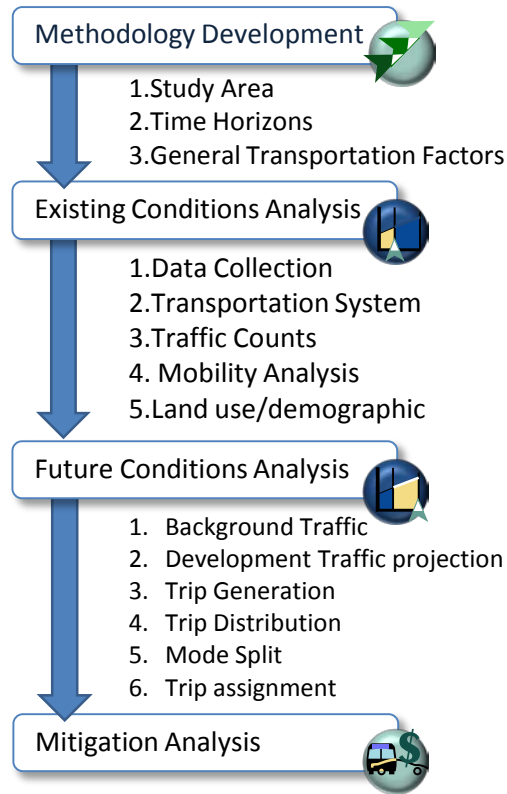 Methodology Development
1.Study Area
2.Time Horizons
3.General Transportation Factors
Existing Conditions Analysis
1.Data Collection
2.Transportation System
3.Traffic Counts
4. Mobility Analysis
5.Land use/demographic
Future Conditions Analysis
1. Background Traffic
2. Development Traffic projection
3. Trip Generation
4. Trip Distribution
5. Mode Split
6. Trip assignment
Mitigation Analysis
$